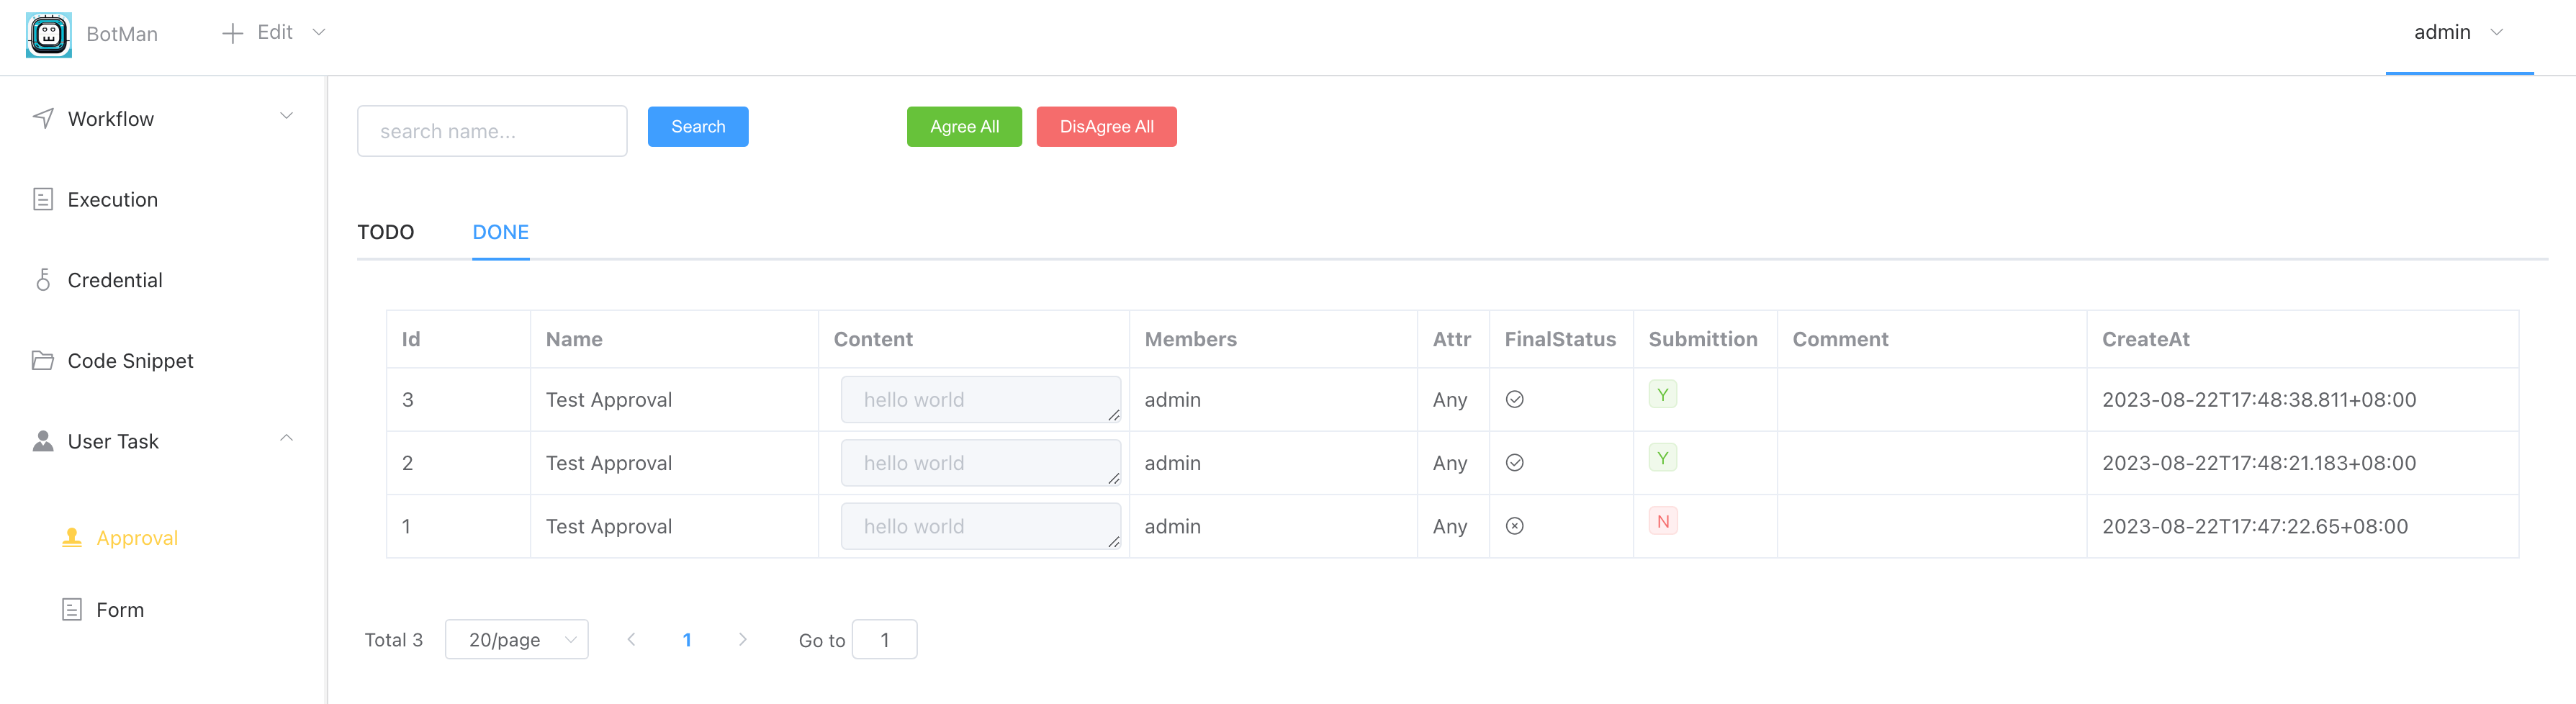 BotMan Edit admin
Workflow
search name... Search Agree All DisAgree All
Execution
TODO DONE
Credential
Code Snippet
User Task
Approval
Form
Id Name Content Members Attr FinalStatus Submittion Comment CreateAt
3 Test Approval hello world admin Any Y 2023-08-22T17:48:38.811+08:00
2 Test Approval hello world admin Any Y 2023-08-22T17:48:21.183+08:00
1 Test Approval hello world admin Any N 2023-08-22T17:47:22.65+08:00
Total 3 20/page 1 Go to 1